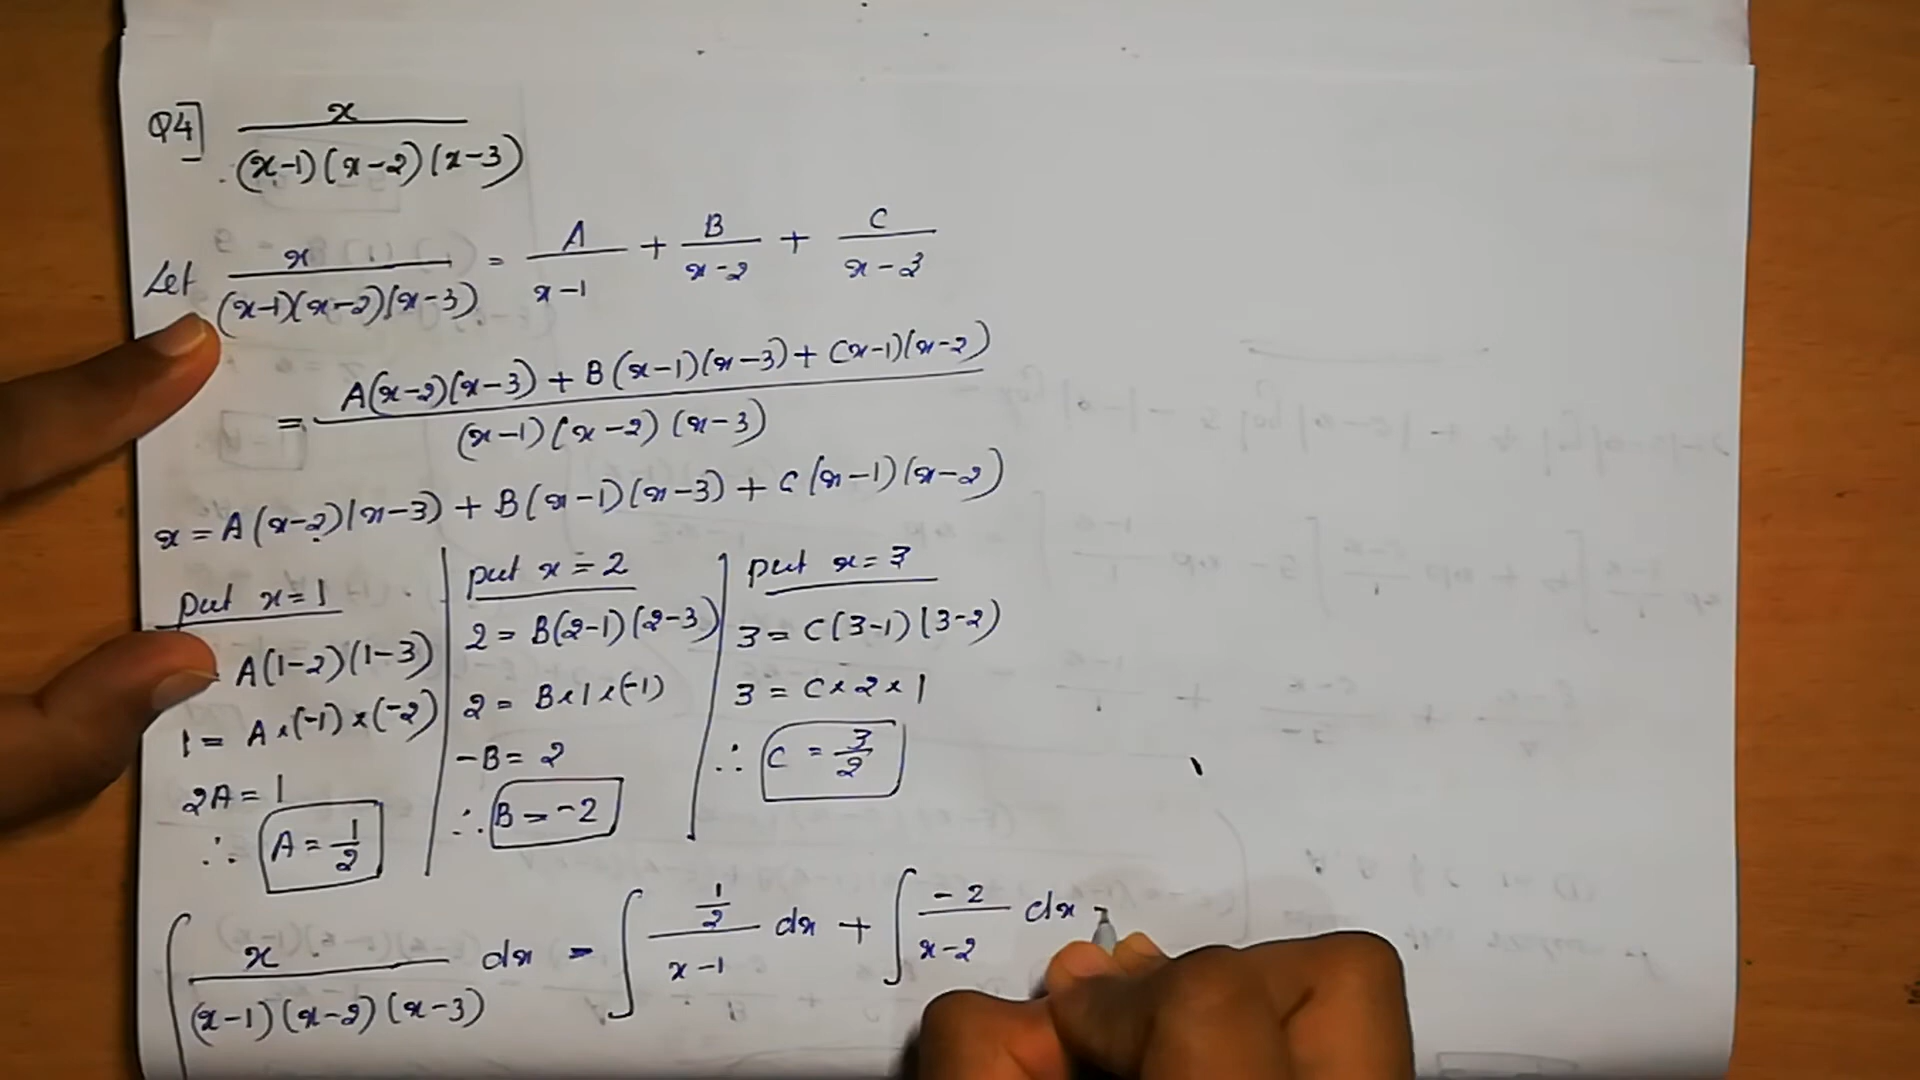 Q4] x/((x-1)(x-2)(x-3))
Let x/((x-1)(x-2)(x-3)) = A/(x-1) + B/(x-2) + C/(x-3)
= (A(x-2)(x-3) + B(x-1)(x-3) + C(x-1)(x-2))/((x-1)(x-2)(x-3))
x = A(x-2)(x-3) + B(x-1)(x-3) + C(x-1)(x-2)
put x=1
A(1-2)(1-3)
1 = A×(-1)×(-2)
2A = 1
∴ A = 1/2
put x=2
2 = B(2-1)(2-3)
2 = B×1×(-1)
-B = 2
∴ B = -2
put x=3
3 = C(3-1)(3-2)
3 = C×2×1
∴ C = 3/2
∫ x/((x-1)(x-2)(x-3)) dx = ∫ (1/2)/(x-1) dx + ∫ -2/(x-2) dx